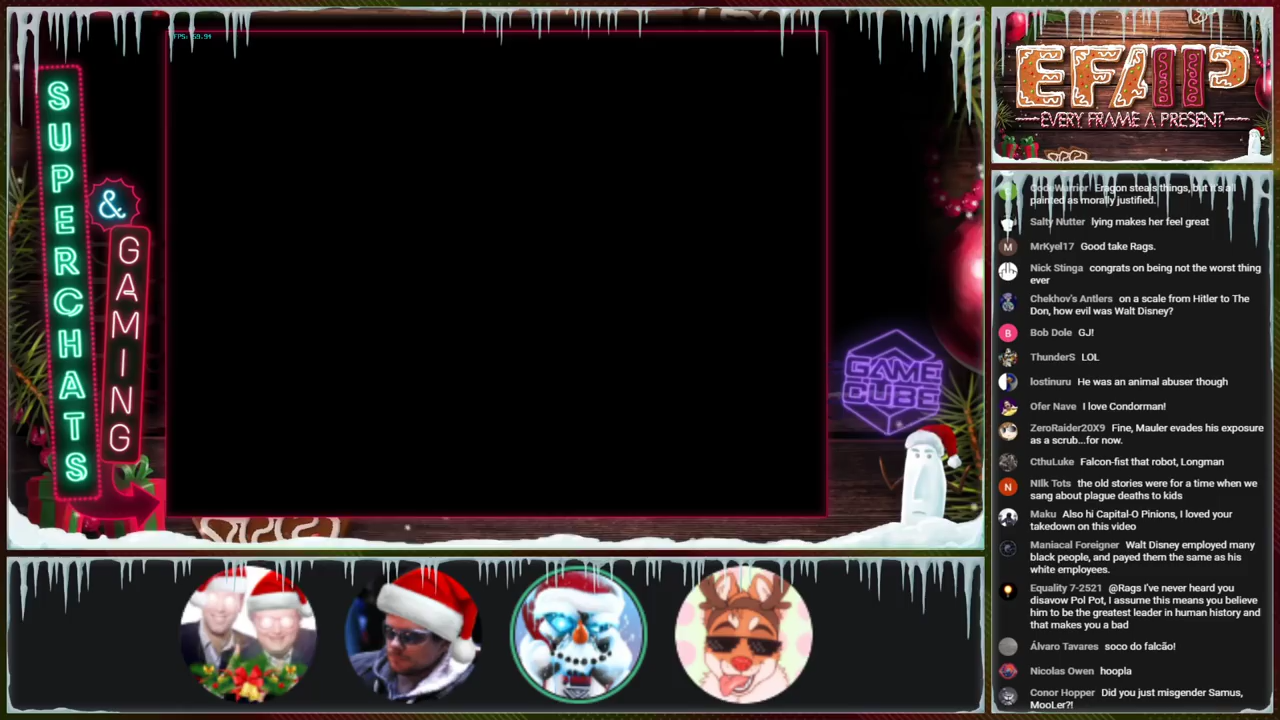 FPS: 59.94
SUPERCHATS
&
GAMING
GAME
CUBE
EFAP
EVERY FRAME A PRESENT
CodeWarrior Eragon steals things, but it's all
painted as morally justified.
Salty Nutter lying makes her feel great
M MrKyel17 Good take Rags.
Nick Stinga congrats on being not the worst thing
ever
Chekhov's Antlers on a scale from Hitler to The
Don, how evil was Walt Disney?
B Bob Dole GJ!
ThunderS LOL
lostinuru He was an animal abuser though
Ofer Nave I love Condorman!
ZeroRaider20X9 Fine, Mauler evades his exposure
as a scrub...for now.
CthuLuke Falcon-fist that robot, Longman
N NIlk Tots the old stories were for a time when we
sang about plague deaths to kids
Maku Also hi Capital-O Pinions, I loved your
takedown on this video
Maniacal Foreigner Walt Disney employed many
black people, and payed them the same as his
white employees.
Equality 7-2521 @Rags I've never heard you
disavow Pol Pot, I assume this means you believe
him to be the greatest leader in human history and
that makes you a bad
Álvaro Tavares soco do falcão!
Nicolas Owen hoopla
Conor Hopper Did you just misgender Samus,
MooLer?!